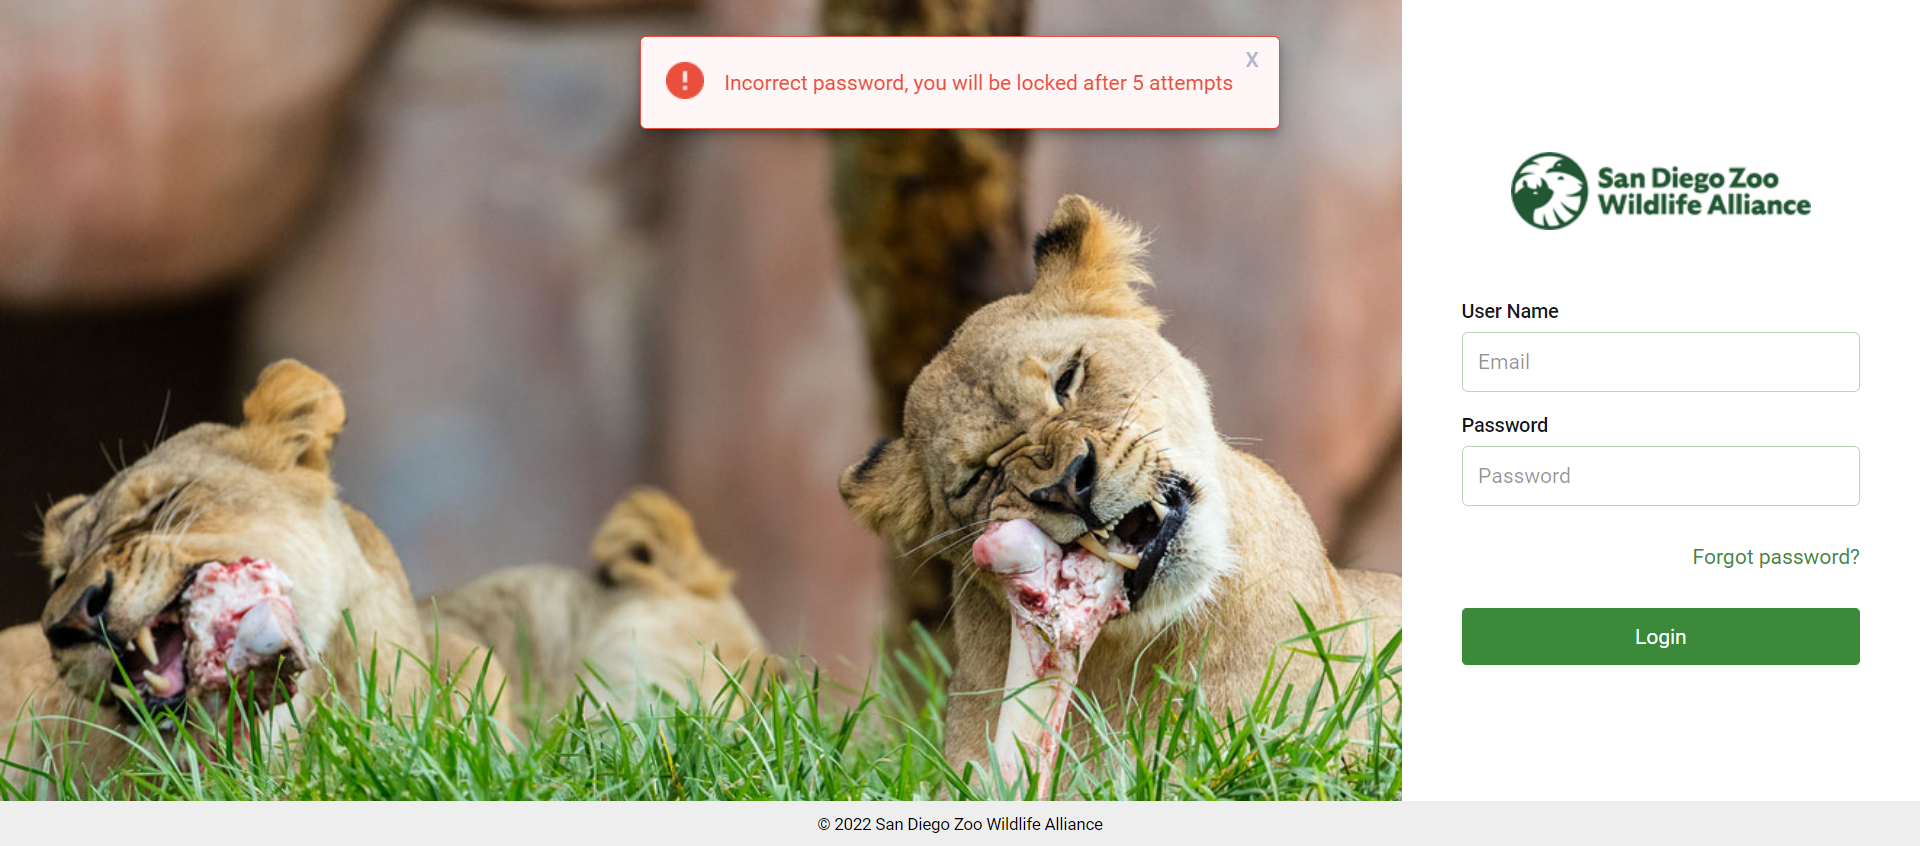 Incorrect password, you will be locked after 5 attempts
X
San Diego Zoo
Wildlife Alliance
User Name
Email
Password
Password
Forgot password?
Login
© 2022 San Diego Zoo Wildlife Alliance